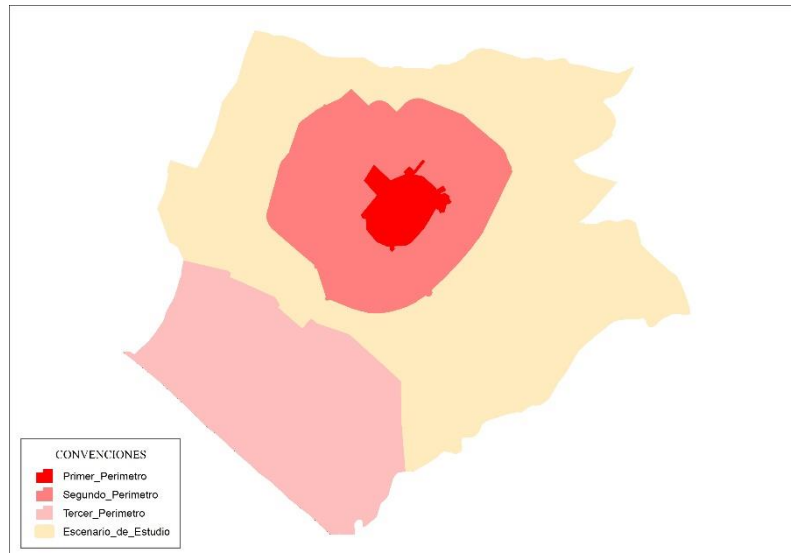 CONVENCIONES
Primer_Perimetro
Segundo_Perimetro
Tercer_Perimetro
Escenario_de_Estudio